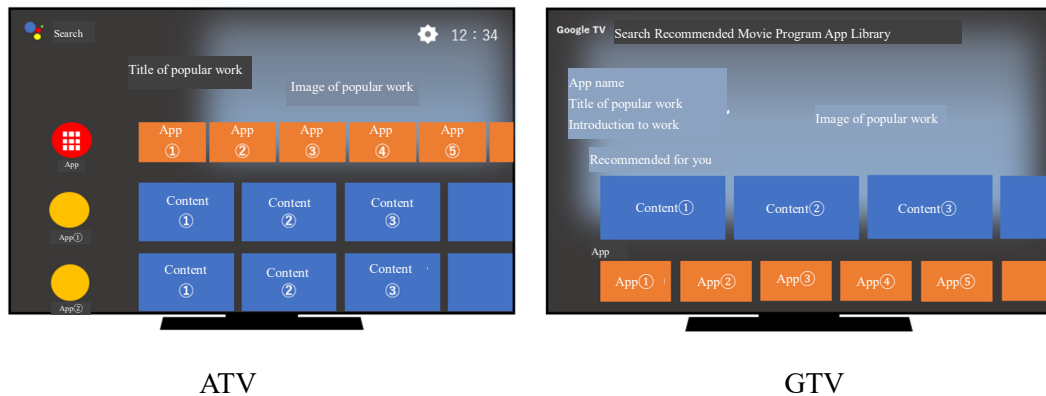 Search
12：34
Title of popular work
Image of popular work
App
App
①
App
②
App
③
App
④
App
⑤
App①
Content
①
Content
②
Content
③
App②
Content
①
Content
②
Content
③
ATV
Google TV
Search Recommended Movie Program App Library
App name
Title of popular work
Introduction to work
Image of popular work
Recommended for you
Content①
Content②
Content③
App
App①
App②
App③
App④
App⑤
GTV